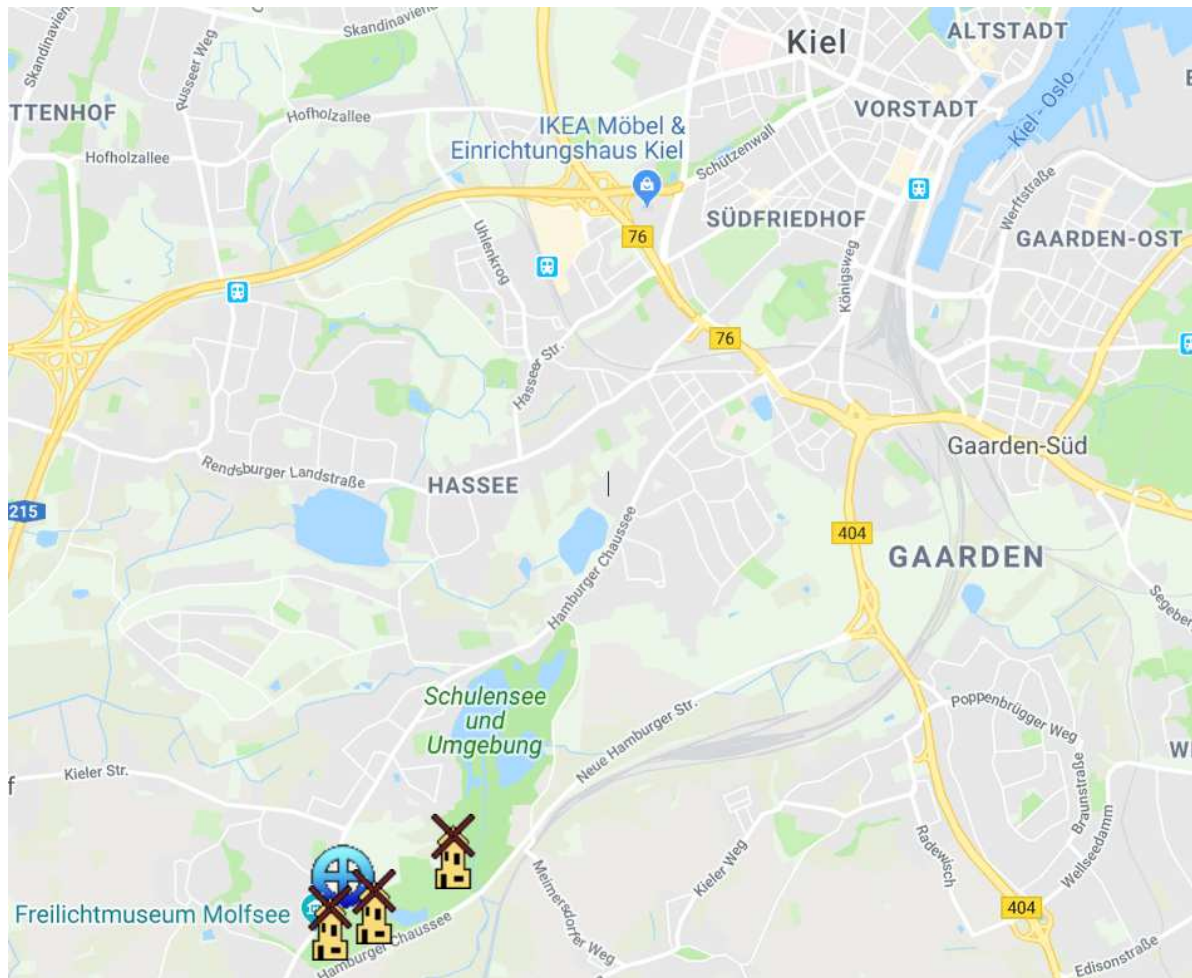 Skandinaviend
Russeer Weg
Skandinavien
Kiel
ALTSTADT
TTENHOF
Hofholzallee
IKEA Möbel &
Einrichtungshaus Kiel
Schützenwall
VORSTADT
Kiel - Oslo
E
Hofholzallee
Werftstraße
SÜDFRIEDHOF
76
Uhlenkrog
Königsweg
GAARDEN-OST
76
Hasseer Str.
Gaarden-Süd
Rendsburger Landstraße
HASSEE
215
Hamburger Chaussee
404
GAARDEN
Segeber
Schulensee
und
Umgebung
Neue Hamburger Str.
Poppenbrügger Weg
W
Kieler Str.
f
Braunstraße
Wellseedamm
Radewisch
Kieler Weg
Meimersdorfer Weg
Freilichtmuseum Molfsee
404
Hamburger Chaussee
Edisonstraße